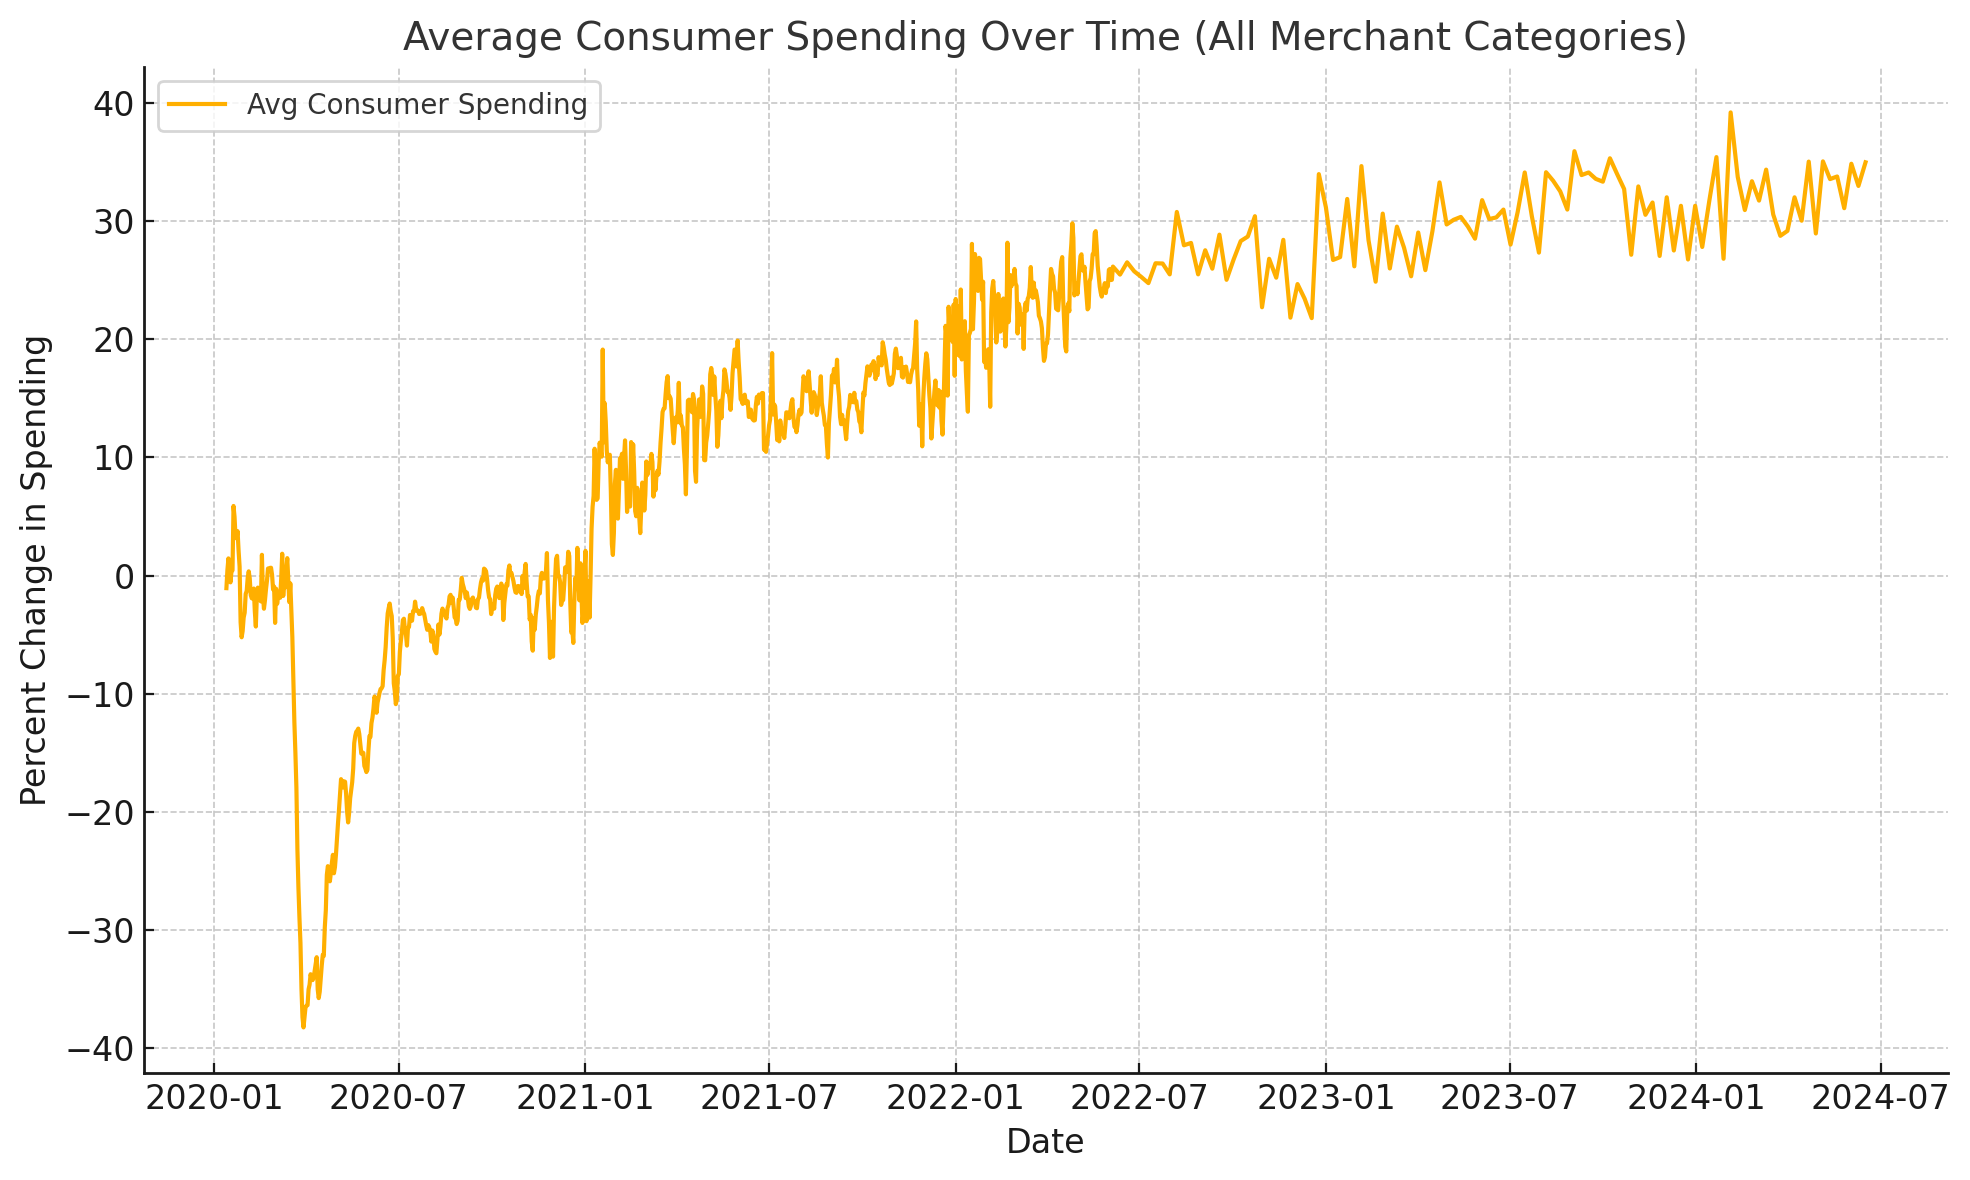 Average Consumer Spending Over Time (All Merchant Categories)
Avg Consumer Spending
Percent Change in Spending
40
30
20
10
0
−10
−20
−30
−40
2020-01 2020-07 2021-01 2021-07 2022-01 2022-07 2023-01 2023-07 2024-01 2024-07
Date